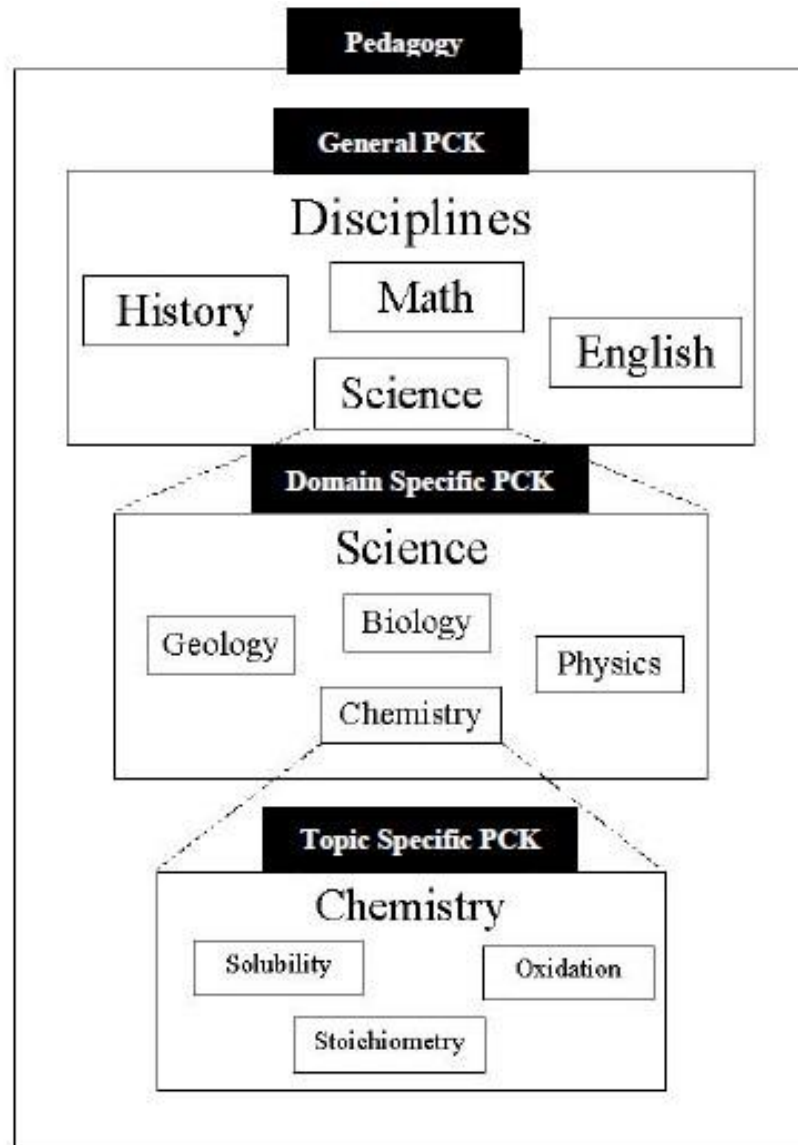 Pedagogy
General PCK
Disciplines
History
Math
English
Science
Domain Specific PCK
Science
Geology
Biology
Physics
Chemistry
Topic Specific PCK
Chemistry
Solubility
Oxidation
Stoichiometry